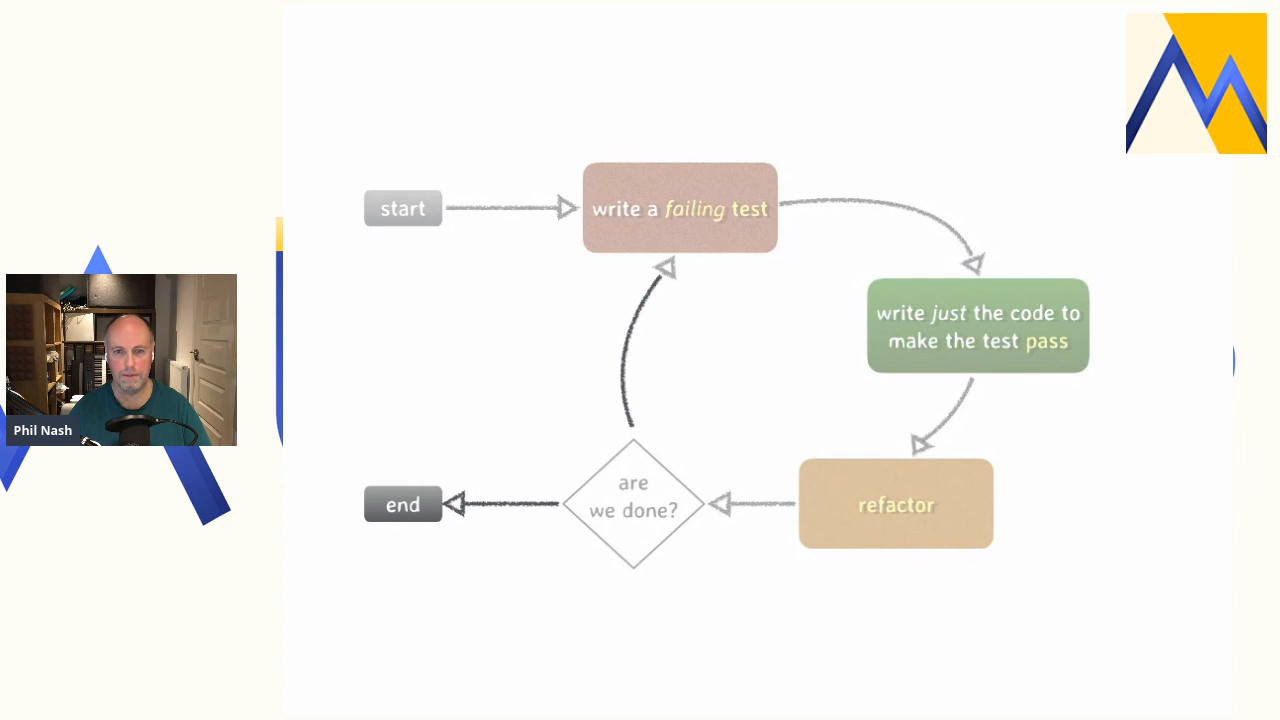 start
write a failing test
write just the code to
make the test pass
refactor
are
we done?
end
Phil Nash